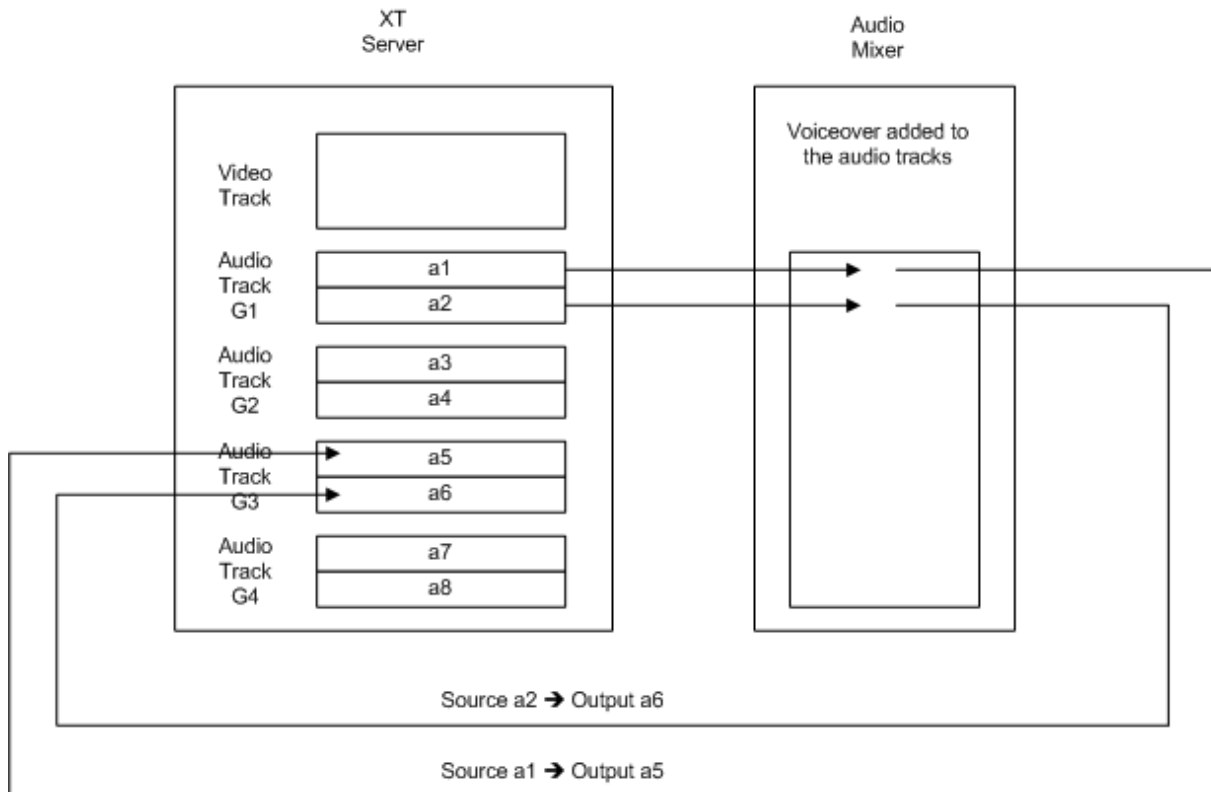 XT
Server
Audio
Mixer
Voiceover added to
the audio tracks
Video
Track
Audio
Track
G1
a1
a2
Audio
Track
G2
a3
a4
Audio
Track
G3
a5
a6
Audio
Track
G4
a7
a8
Source a2 ➔ Output a6
Source a1 ➔ Output a5